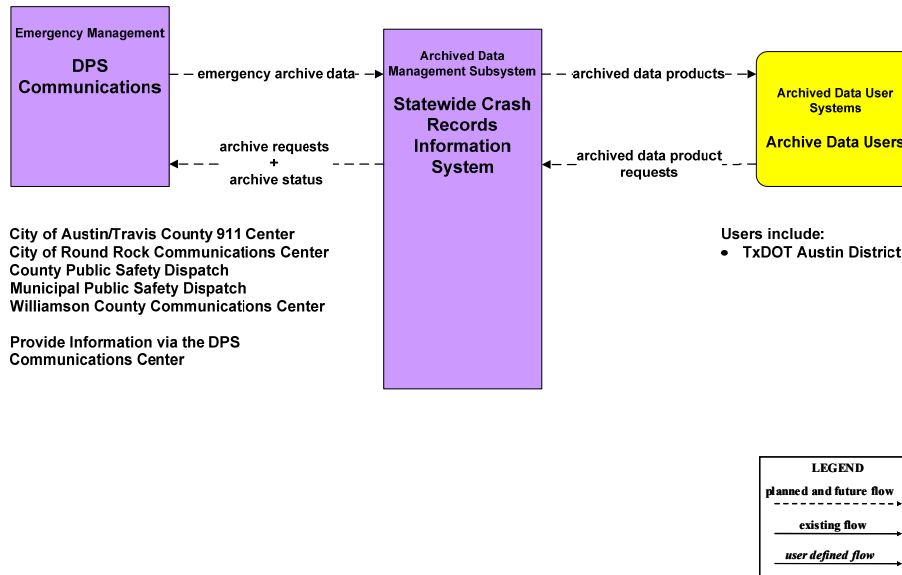 Emergency Management
DPS
Communications
emergency archive data
archive requests
+
archive status
Archived Data
Management Subsystem
Statewide Crash
Records
Information
System
archived data products
archived data product
requests
Archived Data User
Systems
Archive Data Users
City of Austin/Travis County 911 Center
City of Round Rock Communications Center
County Public Safety Dispatch
Municipal Public Safety Dispatch
Williamson County Communications Center
Provide Information via the DPS
Communications Center
Users include:
• TxDOT Austin District
LEGEND
planned and future flow
existing flow
user defined flow